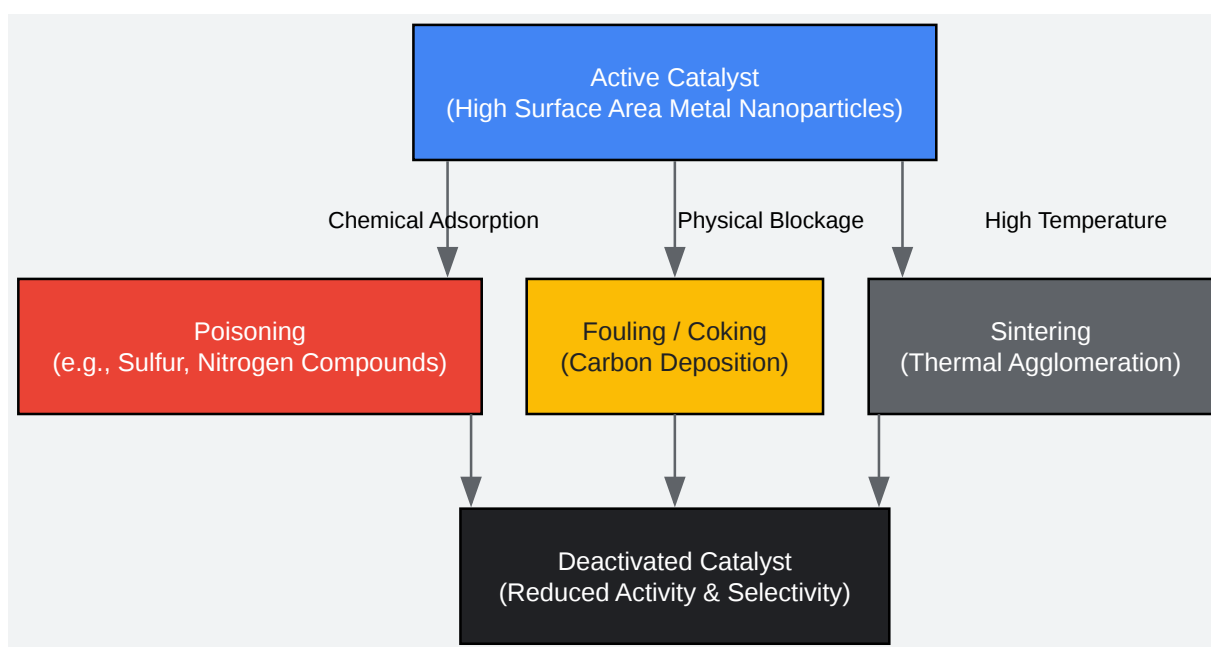 Active Catalyst
(High Surface Area Metal Nanoparticles)
Chemical Adsorption
Physical Blockage
High Temperature
Poisoning
(e.g., Sulfur, Nitrogen Compounds)
Fouling / Coking
(Carbon Deposition)
Sintering
(Thermal Agglomeration)
Deactivated Catalyst
(Reduced Activity & Selectivity)